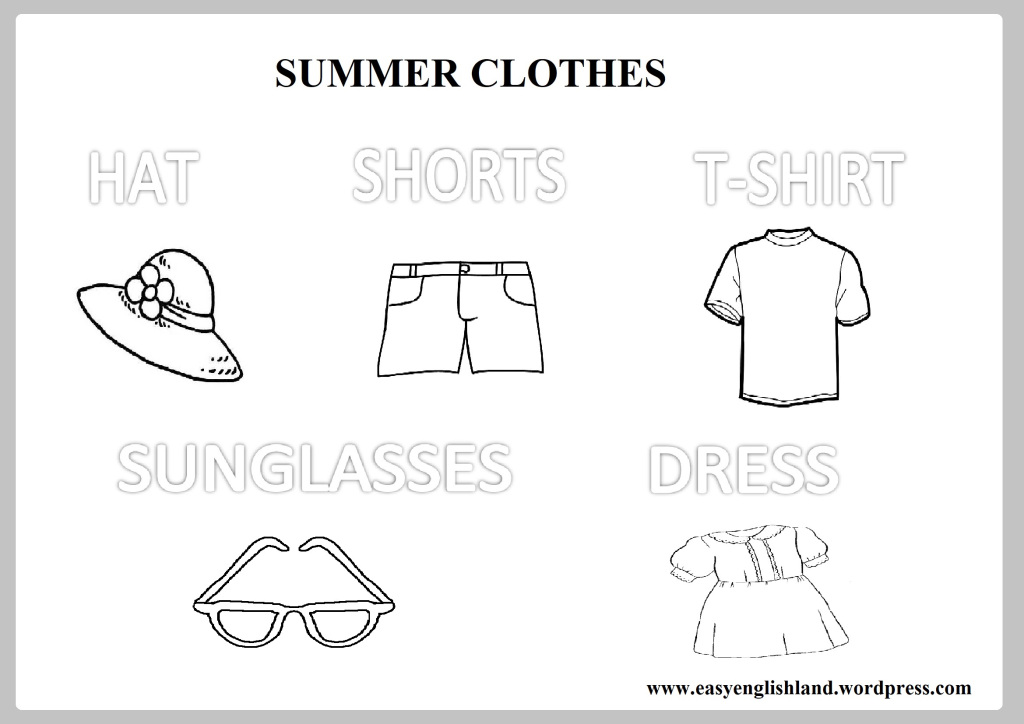 SUMMER CLOTHES
HAT SHORTS T-SHIRT
SUNGLASSES DRESS
www.easyenglishland.wordpress.com